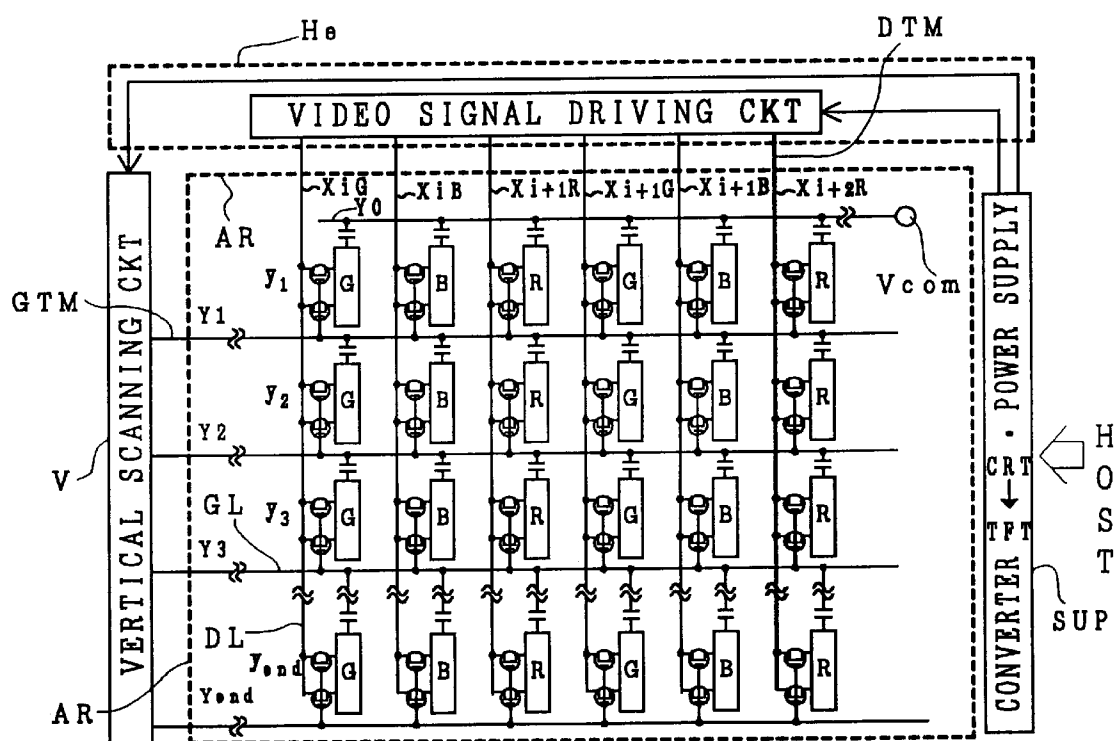 He
DTM
VIDEO SIGNAL DRIVING CKT
XiG XiB Xi+1R Xi+1G Xi+1B Xi+2R
AR
Y0
Vcom
VERTICAL SCANNING CKT
GTM
V
y1
G B R G B R
Y1
y2
G B R G B R
Y2
GL
y3
G B R G B R
Y3
DL
yend
G B R G B R
Yend
AR
CONVERTER CRT→TFT · POWER SUPPLY
HOST
SUP